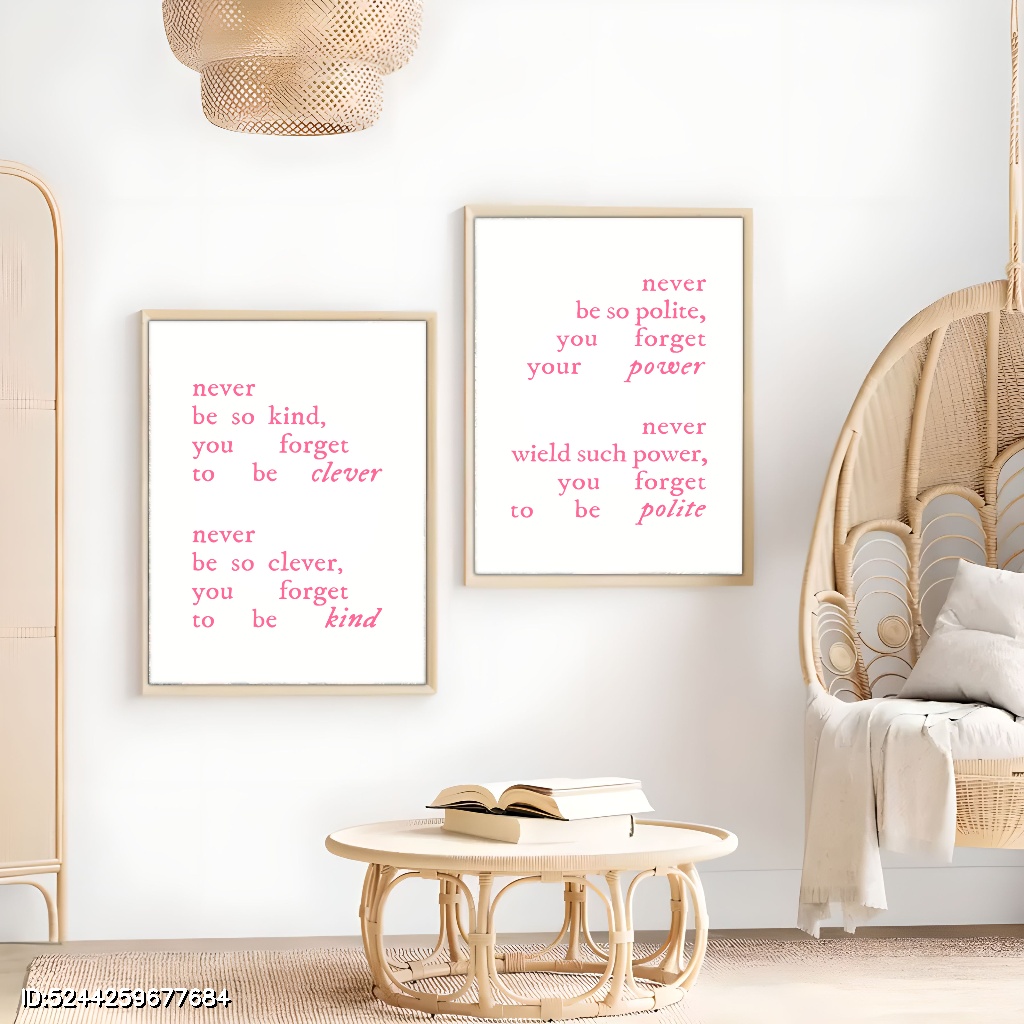 never
be so kind,
you forget
to be clever
never
be so clever,
you forget
to be kind
never
be so polite,
you forget
your power
never
wield such power,
you forget
to be polite
ID:5244259677684